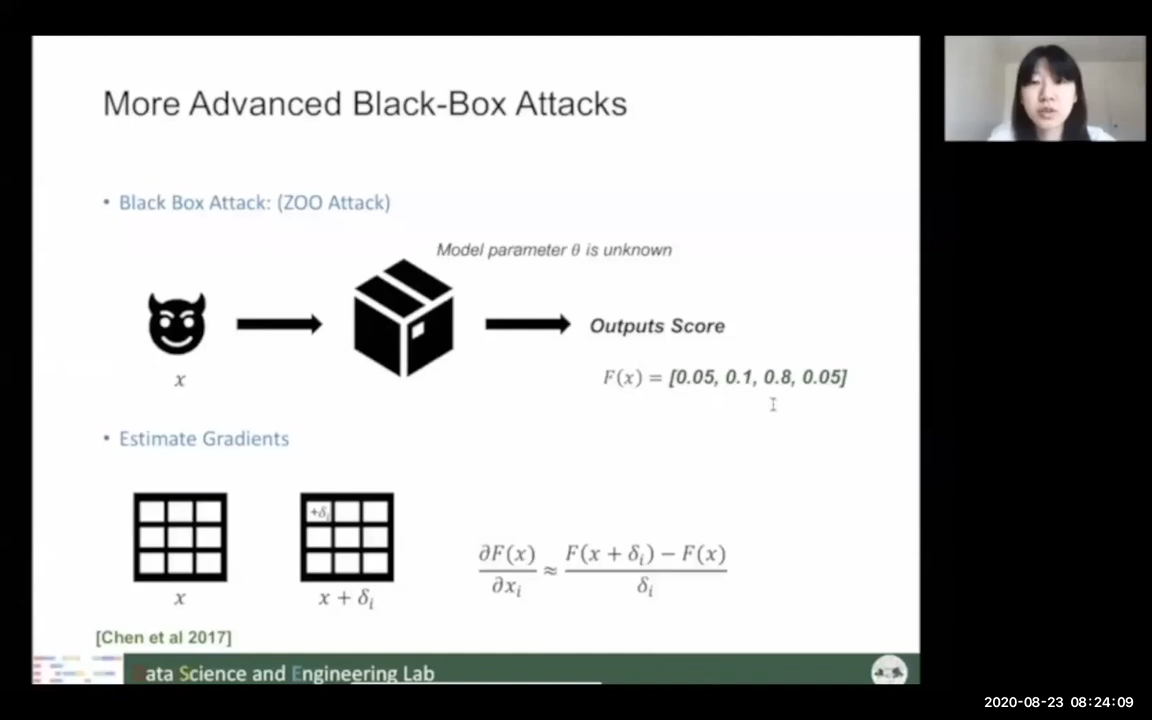 More Advanced Black-Box Attacks
• Black Box Attack: (ZOO Attack)
Model parameter θ is unknown
Outputs Score
x
F(x) = [0.05, 0.1, 0.8, 0.05]
• Estimate Gradients
+δᵢ
∂F(x) / ∂xᵢ ≈ F(x + δᵢ) − F(x) / δᵢ
x
x + δᵢ
[Chen et al 2017]
Data Science and Engineering Lab
2020-08-23 08:24:09